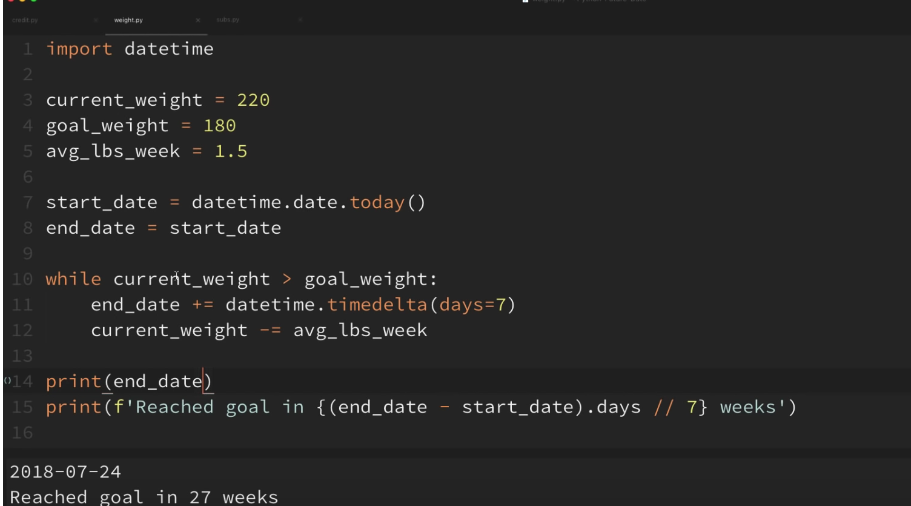 credit.py weight.py
1 import datetime
2
3 current_weight = 220
4 goal_weight = 180
5 avg_lbs_week = 1.5
6
7 start_date = datetime.date.today()
8 end_date = start_date
9
10 while current_weight > goal_weight:
11     end_date += datetime.timedelta(days=7)
12     current_weight -= avg_lbs_week
13
14 print(end_date)
15 print(f'Reached goal in {(end_date - start_date).days // 7} weeks')
16
2018-07-24
Reached goal in 27 weeks